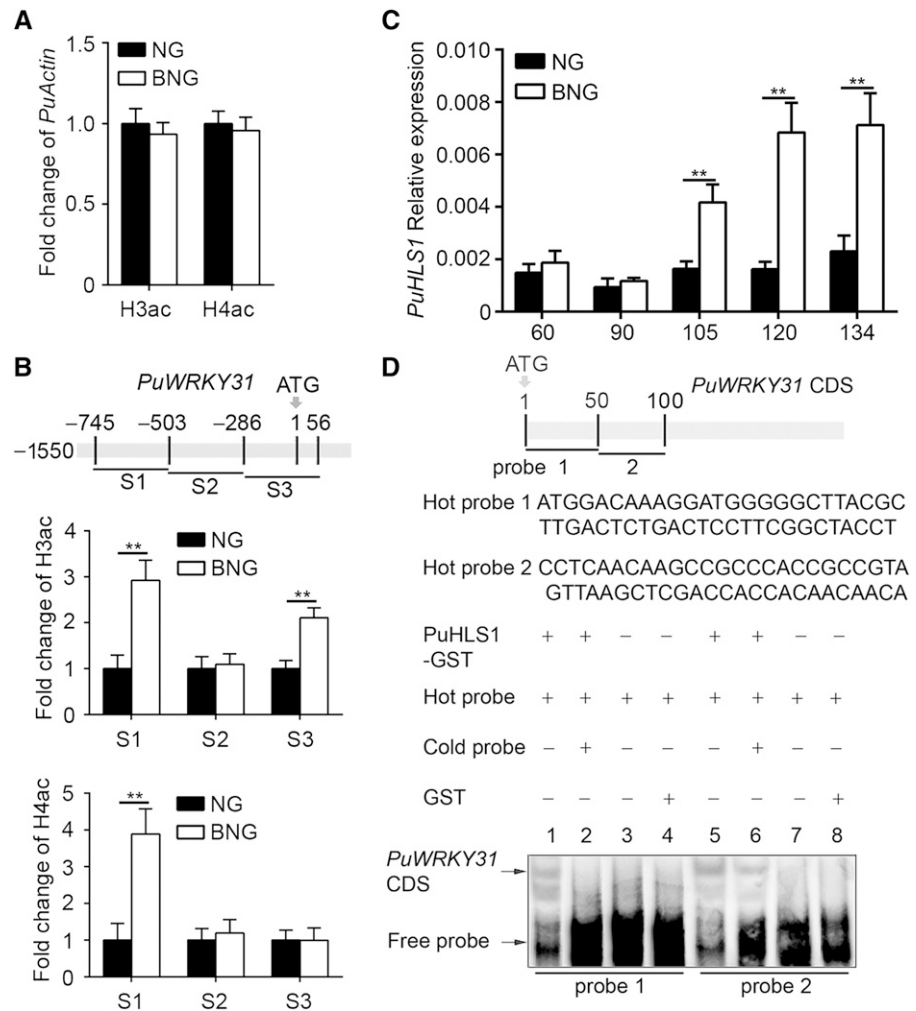 A
Fold change of PuActin
1.5
1.0
0.5
0
NG
BNG
H3ac
H4ac
B
PuWRKY31
ATG
−745
−503
−286
1
56
−1550
S1
S2
S3
Fold change of H3ac
4
3
2
1
0
NG
BNG
**
**
S1
S2
S3
Fold change of H4ac
5
4
3
2
1
0
NG
BNG
**
S1
S2
S3
C
PuHLS1 Relative expression
0.010
0.008
0.006
0.004
0.002
0
NG
BNG
**
**
**
60
90
105
120
134
D
ATG
1
50
100
PuWRKY31 CDS
probe 1
2
Hot probe 1 ATGGACAAAGGATGGGGGCTTACGC
TTGACTCTGACTCCTTCGGCTACCT
Hot probe 2 CCTCAACAAGCCGCCCACCGCCGTA
GTTAAGCTCGACCACCACAACAACA
PuHLS1 + + − − + + − −
-GST
Hot probe + + + + + + + +
Cold probe − + − − − + − −
GST − − − + − − − +
1 2 3 4 5 6 7 8
PuWRKY31
CDS
Free probe
probe 1
probe 2